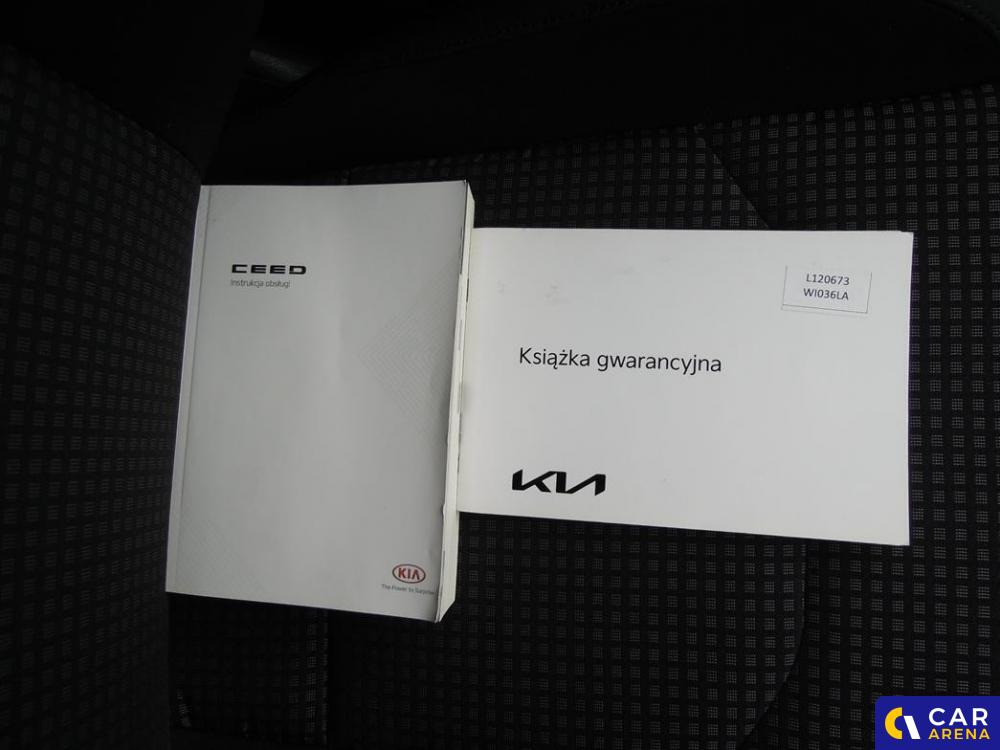 CEED
Instrukcja obsługi
KIA
The Power to Surprise
L120673
WI036LA
Książka gwarancyjna
KIA
CAR
ARENA